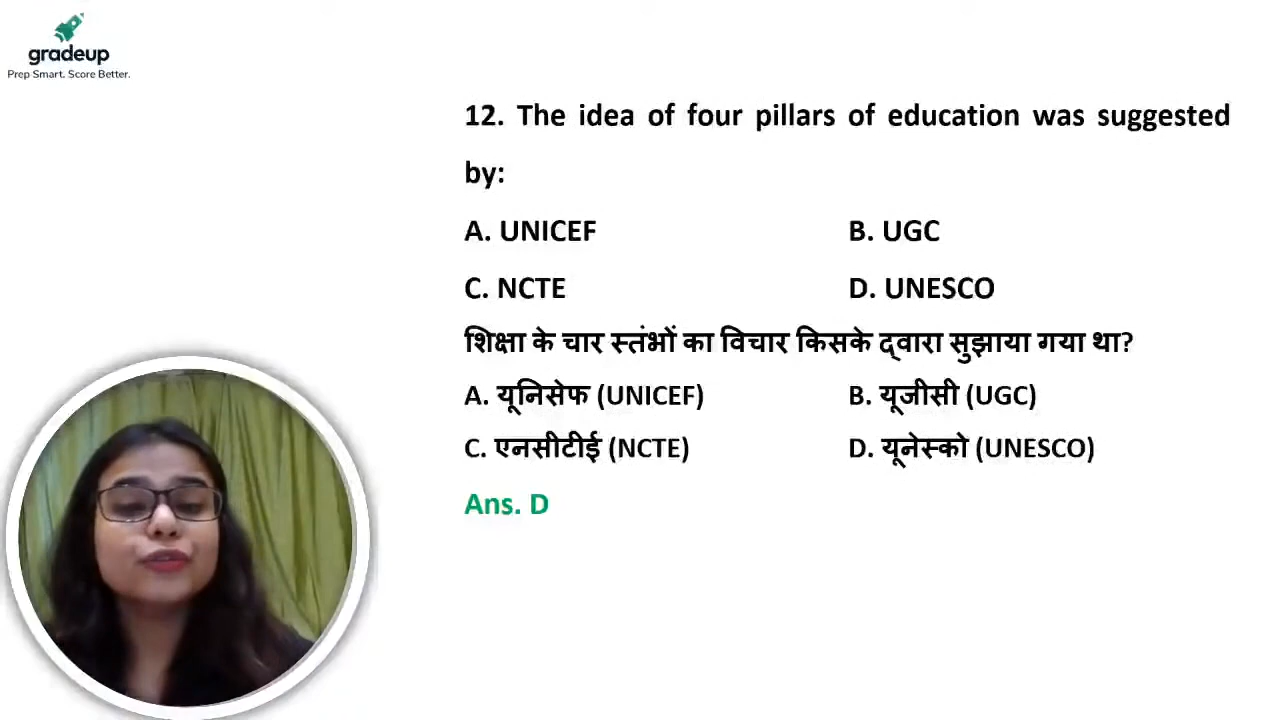 gradeup
Prep Smart. Score Better.
12. The idea of four pillars of education was suggested
by:
A. UNICEF B. UGC
C. NCTE D. UNESCO
शिक्षा के चार स्तंभों का विचार किसके द्वारा सुझाया गया था?
A. यूनिसेफ (UNICEF) B. यूजीसी (UGC)
C. एनसीटीई (NCTE) D. यूनेस्को (UNESCO)
Ans. D